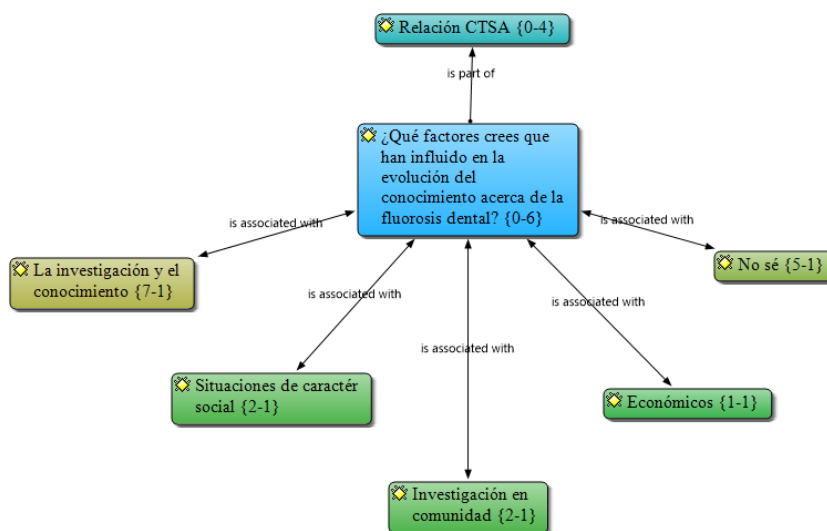 Relación CTSA {0-4}
is part of
¿Qué factores crees que
han influido en la
evolución del
conocimiento acerca de la
fluorosis dental? {0-6}
is associated with
is associated with
La investigación y el
conocimiento {7-1}
No sé {5-1}
is associated with
is associated with
is associated with
Situaciones de caractér
social {2-1}
Económicos {1-1}
Investigación en
comunidad {2-1}